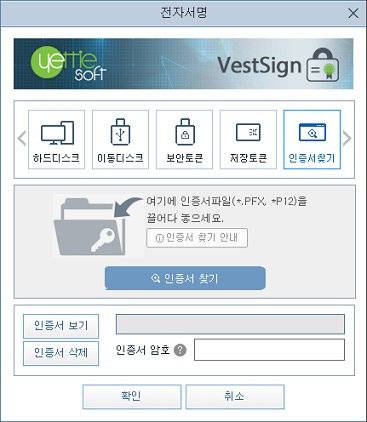 전자서명
yettie
soft
VestSign
하드디스크
이동디스크
보안토큰
저장토큰
인증서찾기
여기에 인증서파일(*.PFX, *P12)을
끌어다 놓으세요.
인증서 찾기 안내
인증서 찾기
인증서 보기
인증서 삭제
인증서 암호 ?
확인
취소